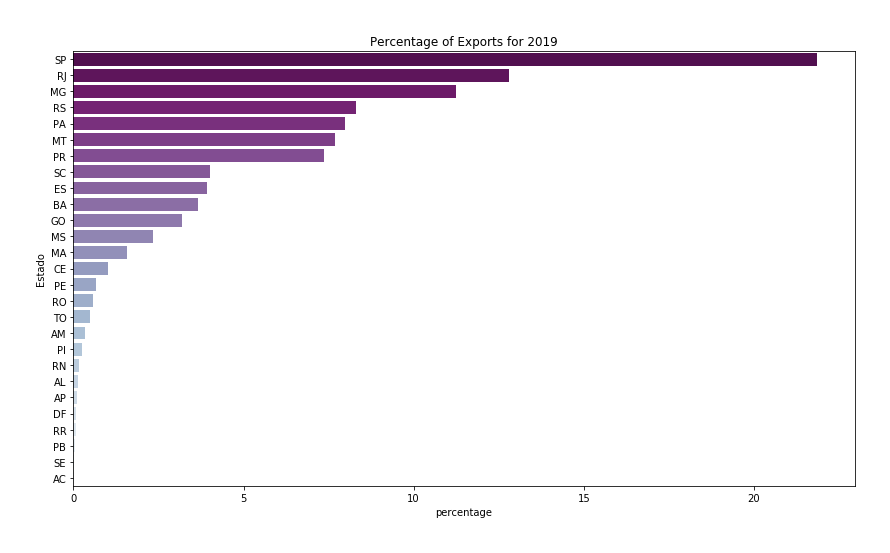 Percentage of Exports for 2019
SP
RJ
MG
RS
PA
MT
PR
SC
ES
BA
GO
MS
MA
CE
PE
RO
TO
AM
PI
RN
AL
AP
DF
RR
PB
SE
AC
Estado
0 5 10 15 20
percentage